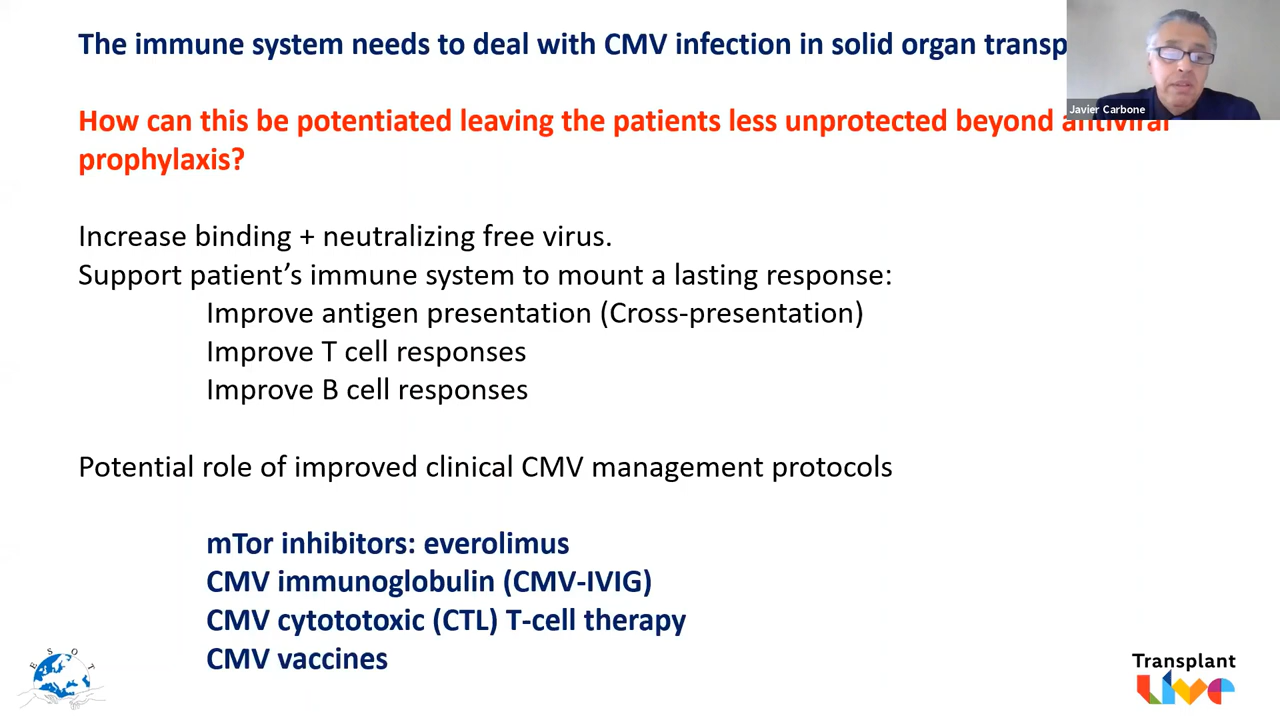 The immune system needs to deal with CMV infection in solid organ transp
Javier Carbone
How can this be potentiated leaving the patients less unprotected beyond antiviral
prophylaxis?
Increase binding + neutralizing free virus.
Support patient’s immune system to mount a lasting response:
Improve antigen presentation (Cross-presentation)
Improve T cell responses
Improve B cell responses
Potential role of improved clinical CMV management protocols
mTor inhibitors: everolimus
CMV immunoglobulin (CMV-IVIG)
CMV cytototoxic (CTL) T-cell therapy
CMV vaccines
E S O T
Transplant
Live